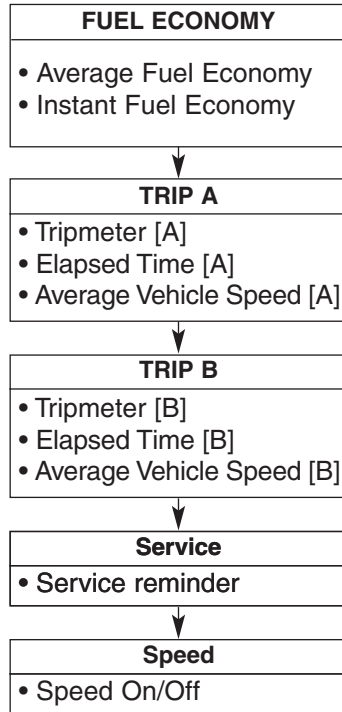 FUEL ECONOMY
• Average Fuel Economy
• Instant Fuel Economy
TRIP A
• Tripmeter [A]
• Elapsed Time [A]
• Average Vehicle Speed [A]
TRIP B
• Tripmeter [B]
• Elapsed Time [B]
• Average Vehicle Speed [B]
Service
• Service reminder
Speed
• Speed On/Off